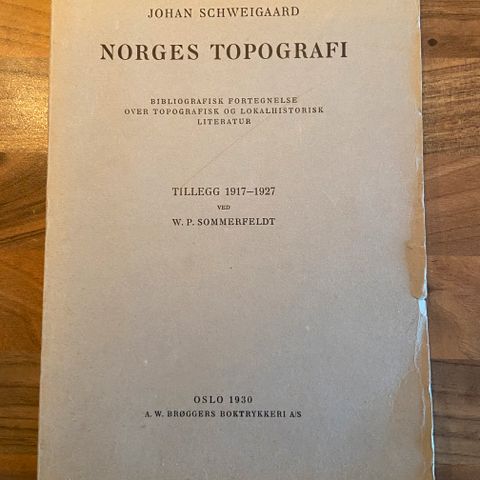 JOHAN SCHWEIGAARD
NORGES TOPOGRAFI
BIBLIOGRAFISK FORTEGNELSE
OVER TOPOGRAFISK OG LOKALHISTORISK
LITERATUR
TILLEGG 1917–1927
VED
W. P. SOMMERFELDT
OSLO 1930
A. W. BRØGGERS BOKTRYKKERI A/S